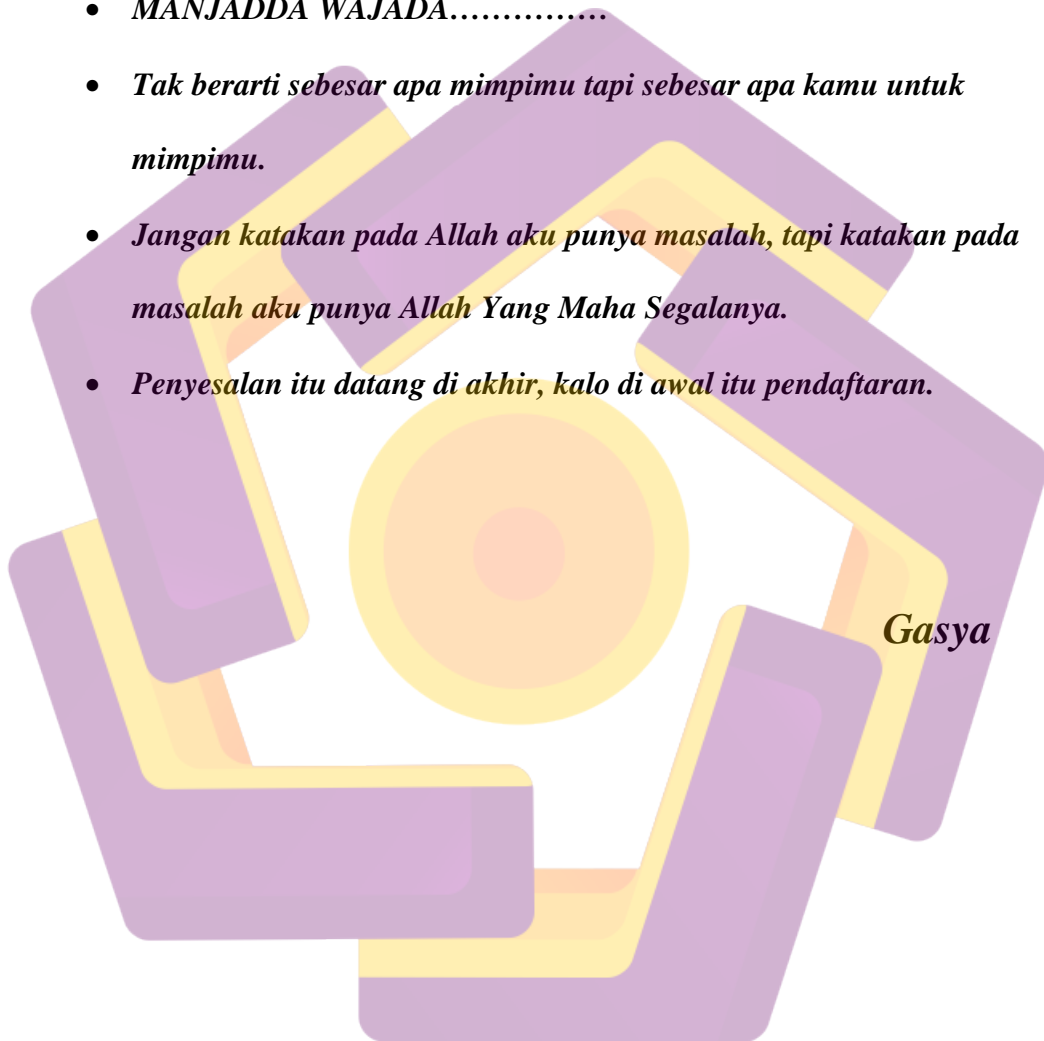 • MANJADDA WAJADA……………
• Tak berarti sebesar apa mimpimu tapi sebesar apa kamu untuk
mimpimu.
• Jangan katakan pada Allah aku punya masalah, tapi katakan pada
masalah aku punya Allah Yang Maha Segalanya.
• Penyesalan itu datang di akhir, kalo di awal itu pendaftaran.
Gasya